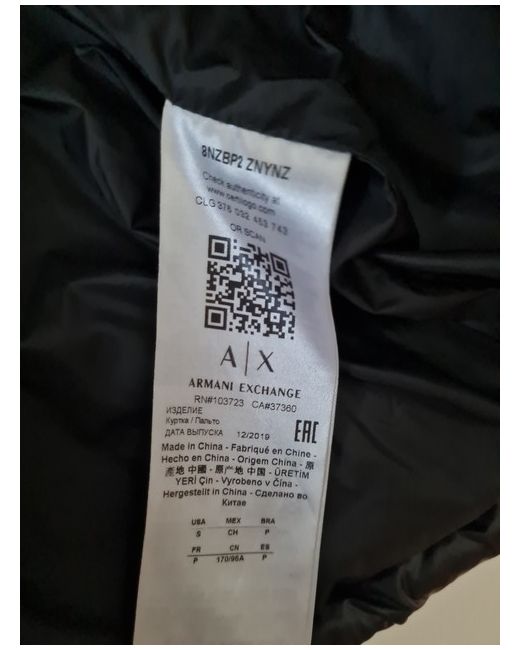 8NZBP2 ZNYNZ
Check authenticity at
www.certilogo.com
CLG 376 032 453 743
OR SCAN
A|X
ARMANI EXCHANGE
RN#103723 CA#37360
ИЗДЕЛИЕ
Куртка / Пальто
ДАТА ВЫПУСКА 12/2019 EAC
Made in China - Fabriqué en Chine -
Hecho en China - Origem China - 原
產地 中國 - 原产地 中国 - ÜRETİM
YERİ Çin - Vyrobeno v Čína -
Hergestellt in China - Сделано во
Китае
USA MEX BRA
S CH P
FR CN ES
P 170/96A P